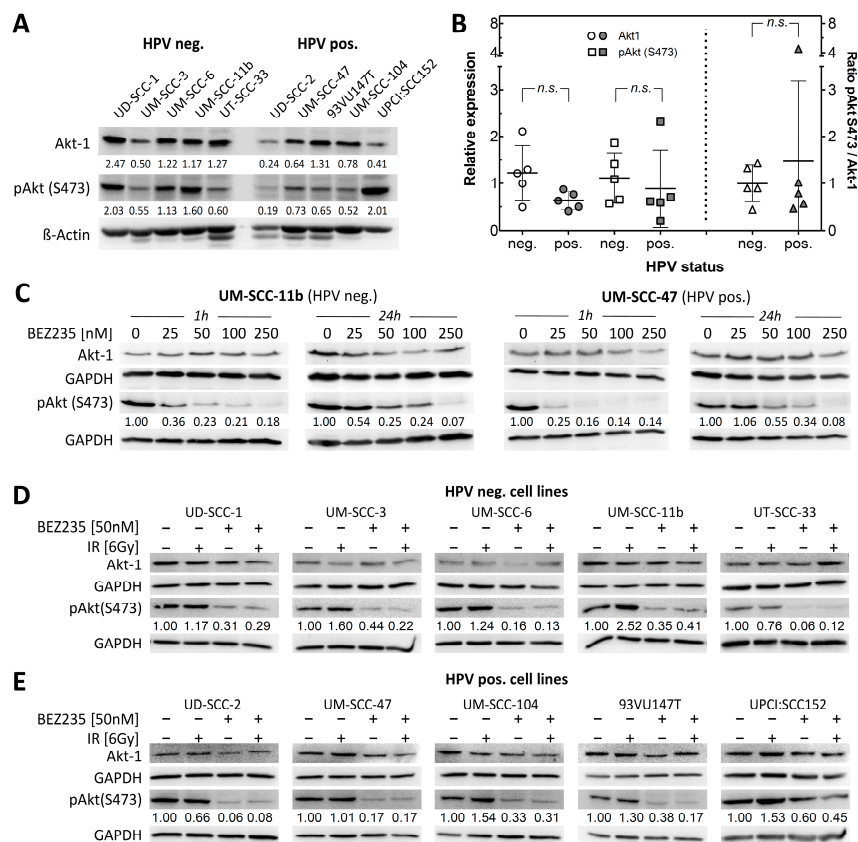 A
HPV neg. HPV pos.
UD-SCC-1 UM-SCC-3 UM-SCC-6 UM-SCC-11b UT-SCC-33 UD-SCC-2 UM-SCC-47 93VU147T UM-SCC-104 UPCI:SCC152
Akt-1
2.47 0.50 1.22 1.17 1.27 0.24 0.64 1.31 0.78 0.41
pAkt (S473)
2.03 0.55 1.13 1.60 0.60 0.19 0.73 0.65 0.52 2.01
ß-Actin
B
Relative expression
8
4
3
2
1
0
Akt1
pAkt (S473)
n.s. n.s. n.s.
8
4
3
2
1
0
Ratio pAkt S473 / Akt-1
neg. pos. neg. pos. neg. pos.
HPV status
C
UM-SCC-11b (HPV neg.) UM-SCC-47 (HPV pos.)
1h 24h 1h 24h
BEZ235 [nM] 0 25 50 100 250 0 25 50 100 250 0 25 50 100 250 0 25 50 100 250
Akt-1
GAPDH
pAkt (S473)
1.00 0.36 0.23 0.21 0.18 1.00 0.54 0.25 0.24 0.07 1.00 0.25 0.16 0.14 0.14 1.00 1.06 0.55 0.34 0.08
GAPDH
D
HPV neg. cell lines
UD-SCC-1 UM-SCC-3 UM-SCC-6 UM-SCC-11b UT-SCC-33
BEZ235 [50nM] – – + + – – + + – – + + – – + + – – + +
IR [6Gy] – + – + – + – + – + – + – + – + – + – +
Akt-1
GAPDH
pAkt(S473)
1.00 1.17 0.31 0.29 1.00 1.60 0.44 0.22 1.00 1.24 0.16 0.13 1.00 2.52 0.35 0.41 1.00 0.76 0.06 0.12
GAPDH
E
HPV pos. cell lines
UD-SCC-2 UM-SCC-47 UM-SCC-104 93VU147T UPCI:SCC152
BEZ235 [50nM] – – + + – – + + – – + + – – + + – – + +
IR [6Gy] – + – + – + – + – + – + – + – + – + – +
Akt-1
GAPDH
pAkt(S473)
1.00 0.66 0.06 0.08 1.00 1.01 0.17 0.17 1.00 1.54 0.33 0.31 1.00 1.30 0.38 0.17 1.00 1.53 0.60 0.45
GAPDH